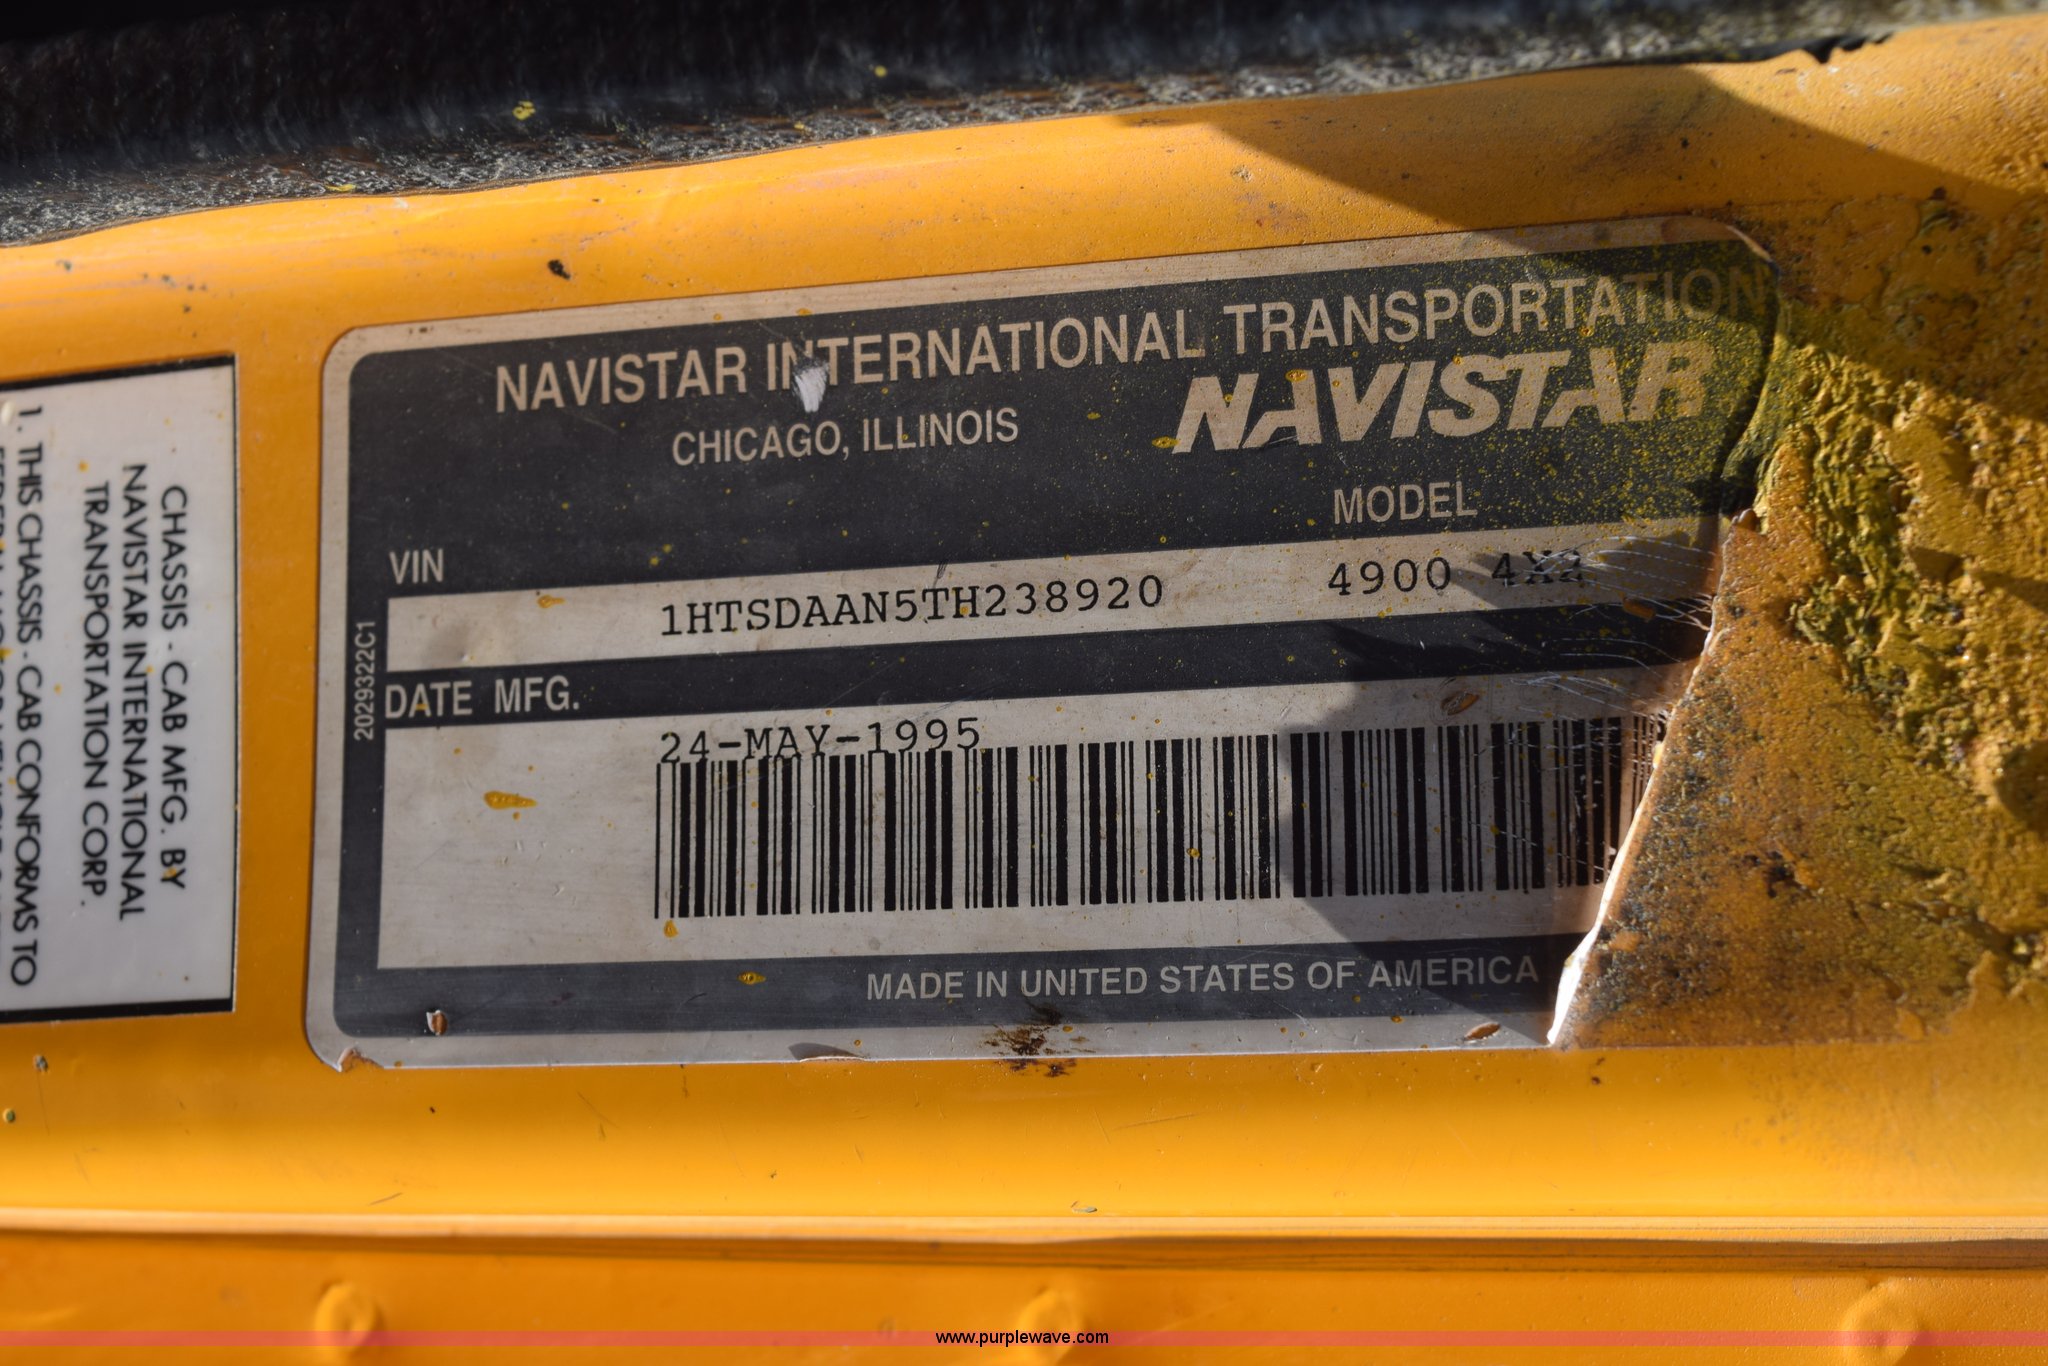 NAVISTAR INTERNATIONAL TRANSPORTATION
CHICAGO, ILLINOIS
NAVISTAR
MODEL
VIN
1HTSDAAN5TH238920
4900 4X2
DATE MFG.
24-MAY-1995
MADE IN UNITED STATES OF AMERICA
2029322C1
CHASSIS - CAB MFG. BY
NAVISTAR INTERNATIONAL
TRANSPORTATION CORP.
1. THIS CHASSIS - CAB CONFORMS TO
www.purplewave.com